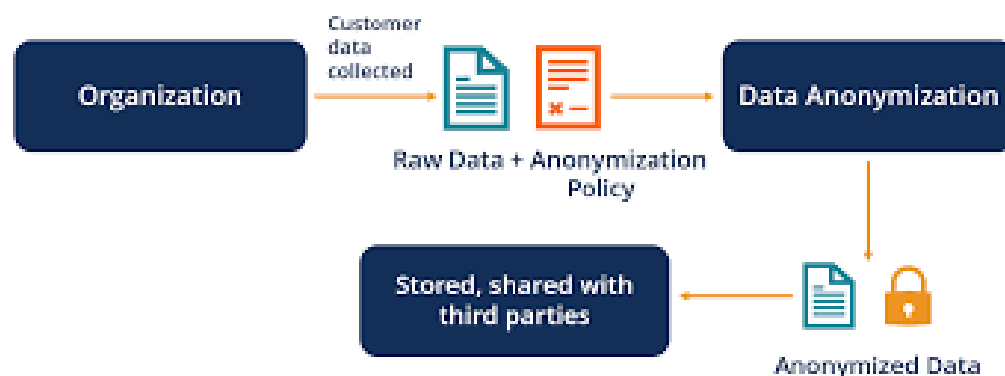 Customer
data
collected
Organization
Data Anonymization
Raw Data + Anonymization
Policy
Stored, shared with
third parties
Anonymized Data